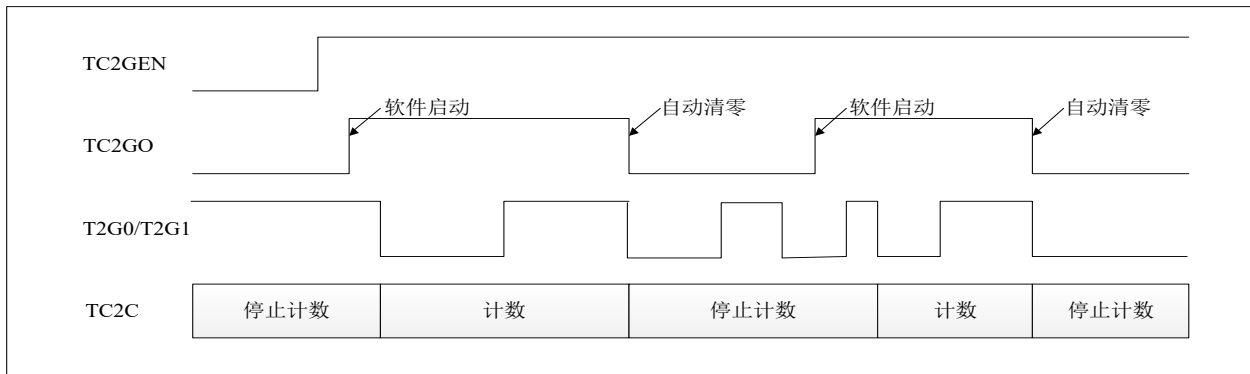 TC2GEN
软件启动 自动清零 软件启动 自动清零
TC2GO
T2G0/T2G1
TC2C 停止计数 计数 停止计数 计数 停止计数